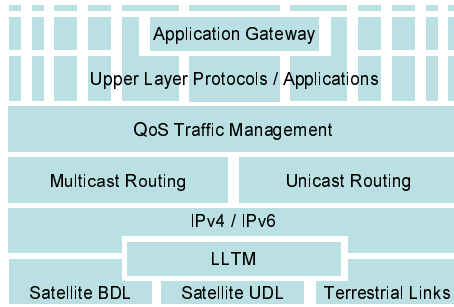 Application Gateway
Upper Layer Protocols / Applications
QoS Traffic Management
Multicast Routing
Unicast Routing
IPv4 / IPv6
LLTM
Satellite BDL
Satellite UDL
Terrestrial Links